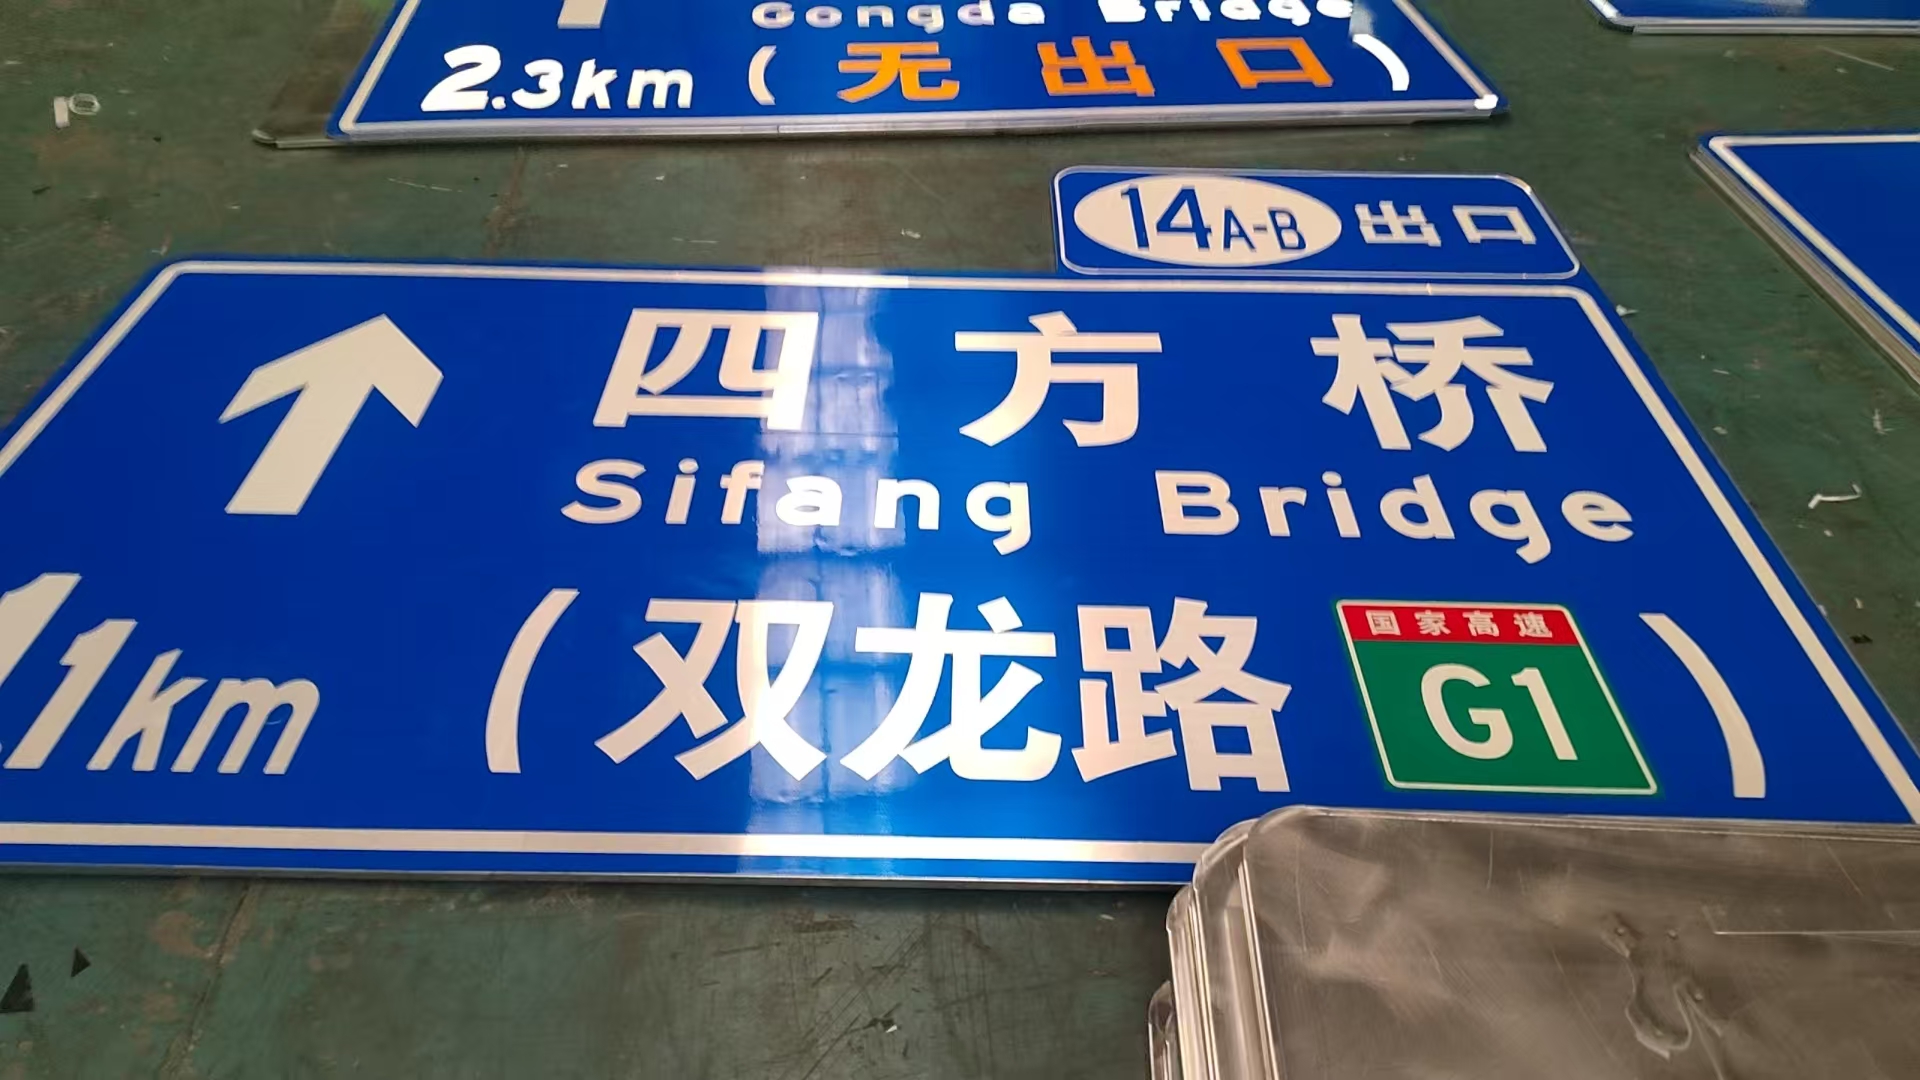 Gongda Bridge
2.3km (无出口)
14A-B 出口
四方桥
Sifang Bridge
.1km (双龙路 国家高速 G1)